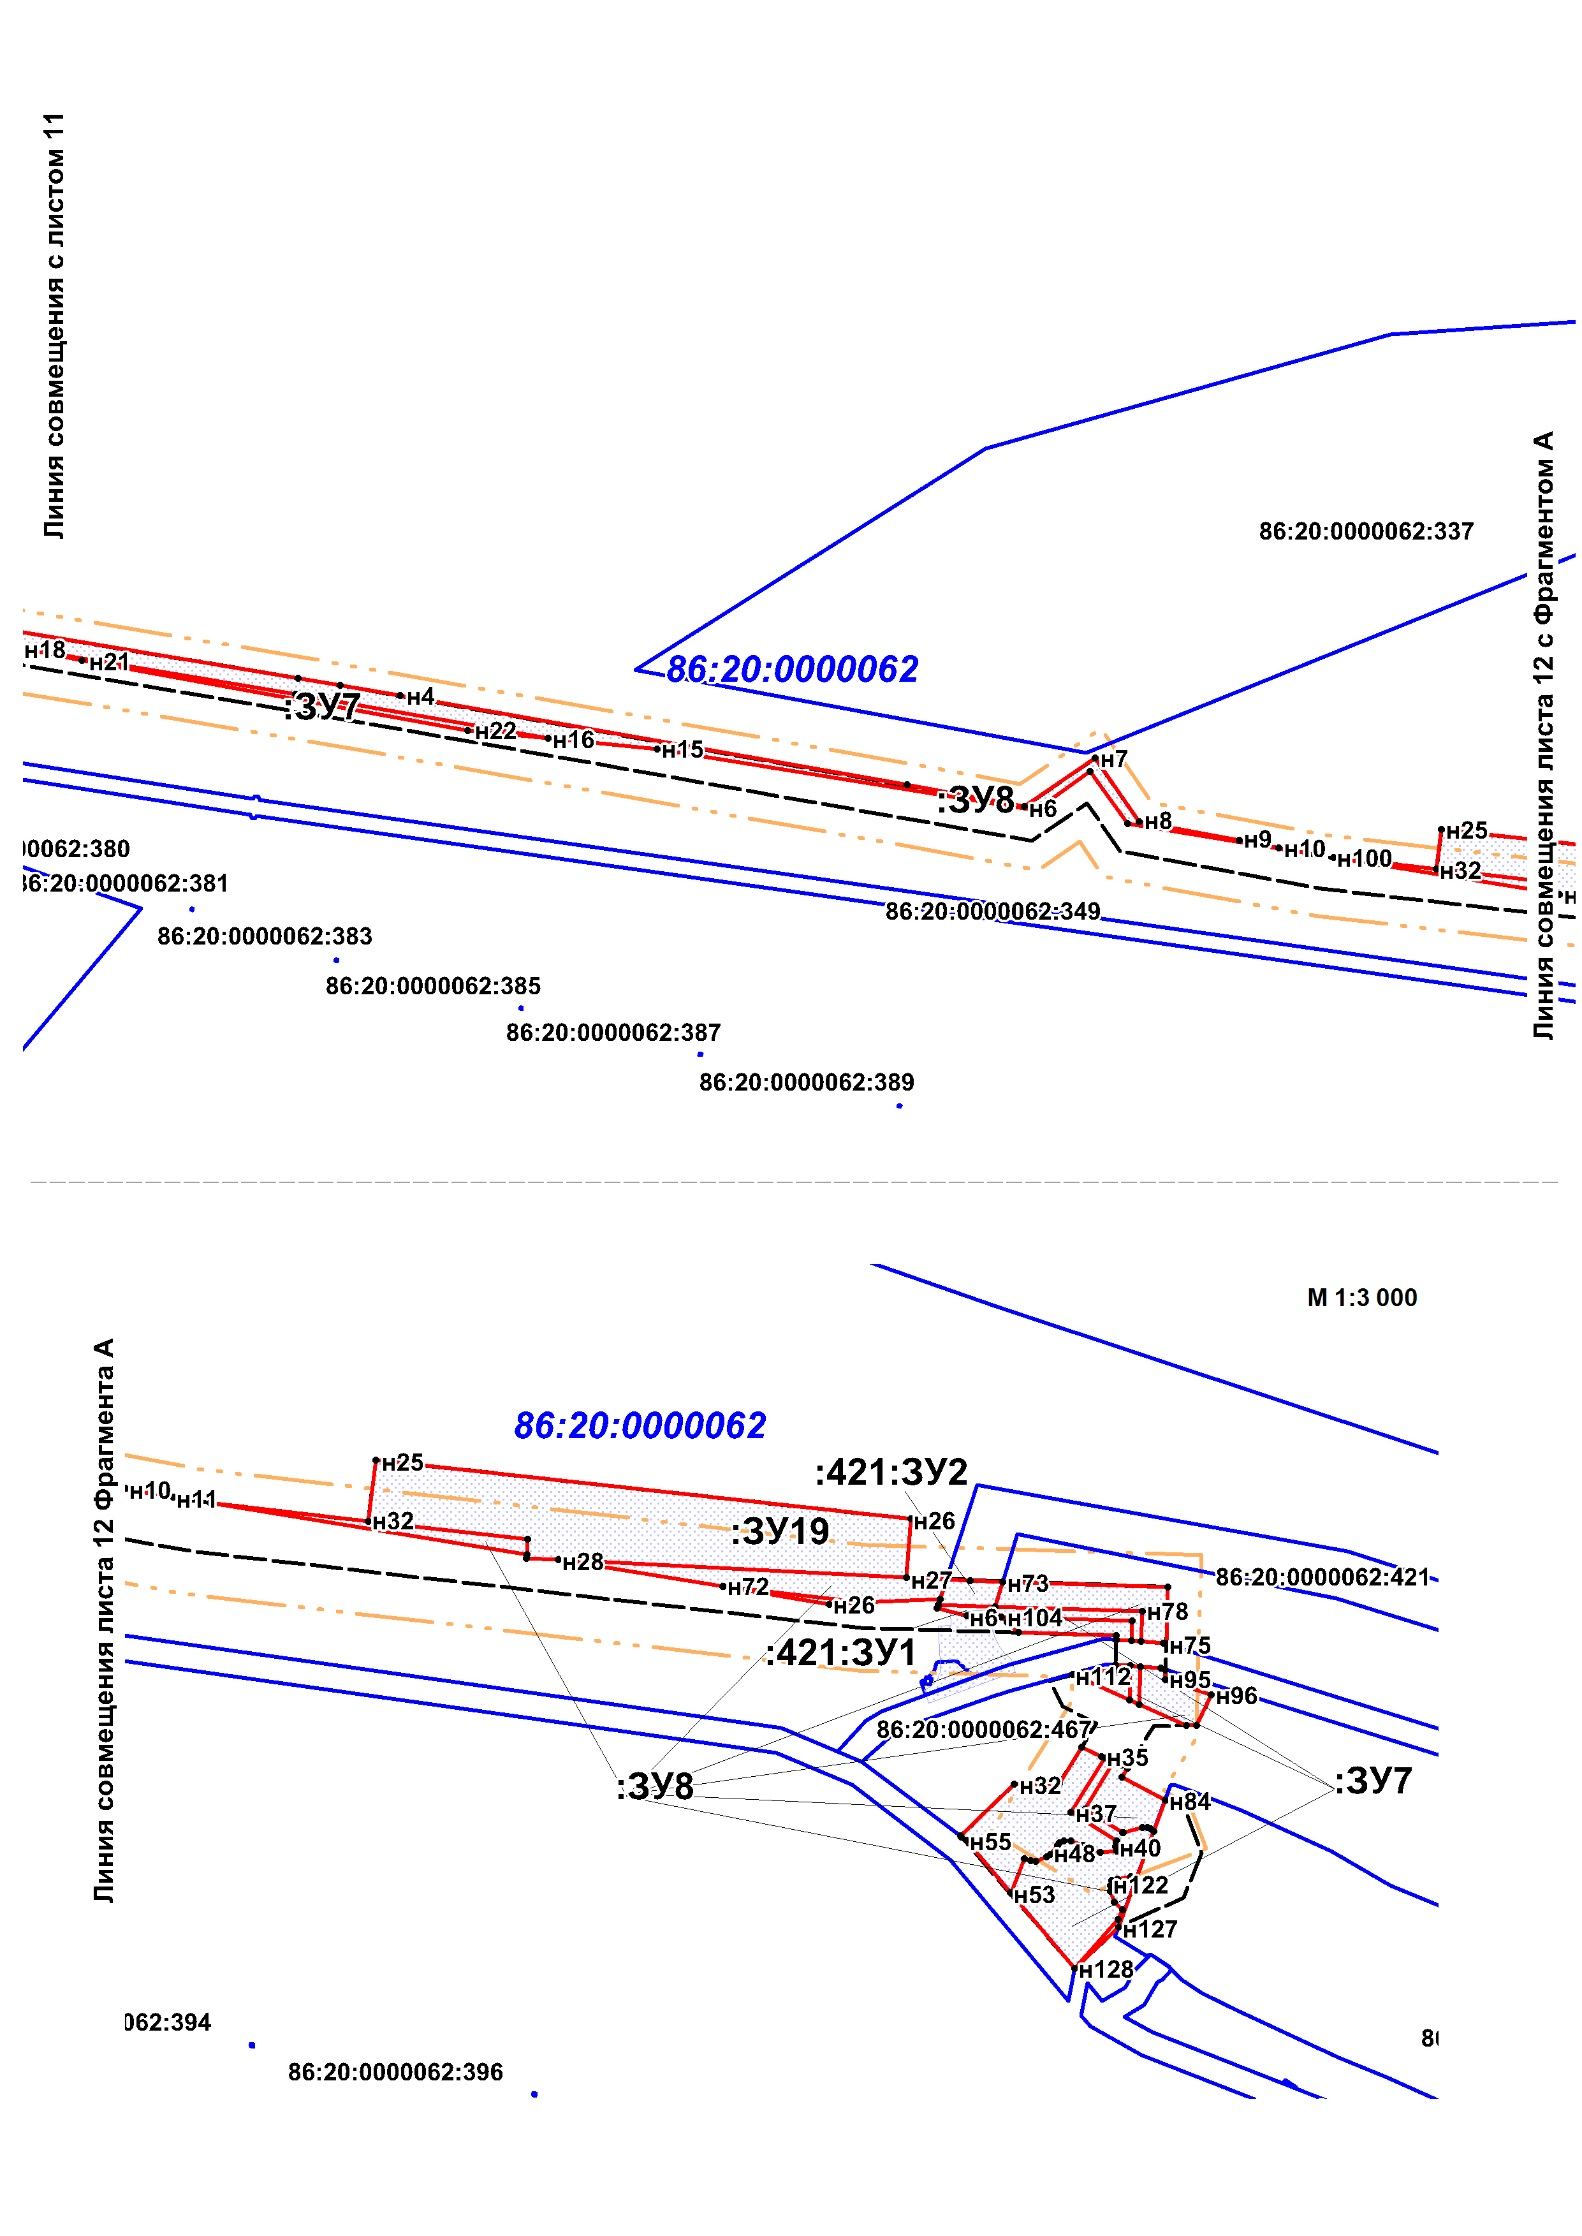 Линия совмещения с листом 11
Линия совмещения листа 12 с Фрагментом А
86:20:0000062:337
86:20:0000062
н18
н21
:ЗУ7
н4
н22
н16
н15
:ЗУ8
н6
н7
н8
н9
н10
н100
н25
н32
н
0062:380
86:20:0000062:381
86:20:0000062:349
86:20:0000062:383
86:20:0000062:385
86:20:0000062:387
86:20:0000062:389
М 1:3 000
Линия совмещения листа 12 Фрагмента А
86:20:0000062
:421:ЗУ2
н25
н10
н11
н32
:ЗУ19
н26
н28
н27
н72
н26
н73
86:20:0000062:421
н6
н104
н78
:421:ЗУ1
н75
н112
н95
н96
86:20:0000062:467
н35
:ЗУ8
н32
:ЗУ7
н37
н84
н55
н48
н40
н53
н122
н127
н128
062:394
86:20:0000062:396
8